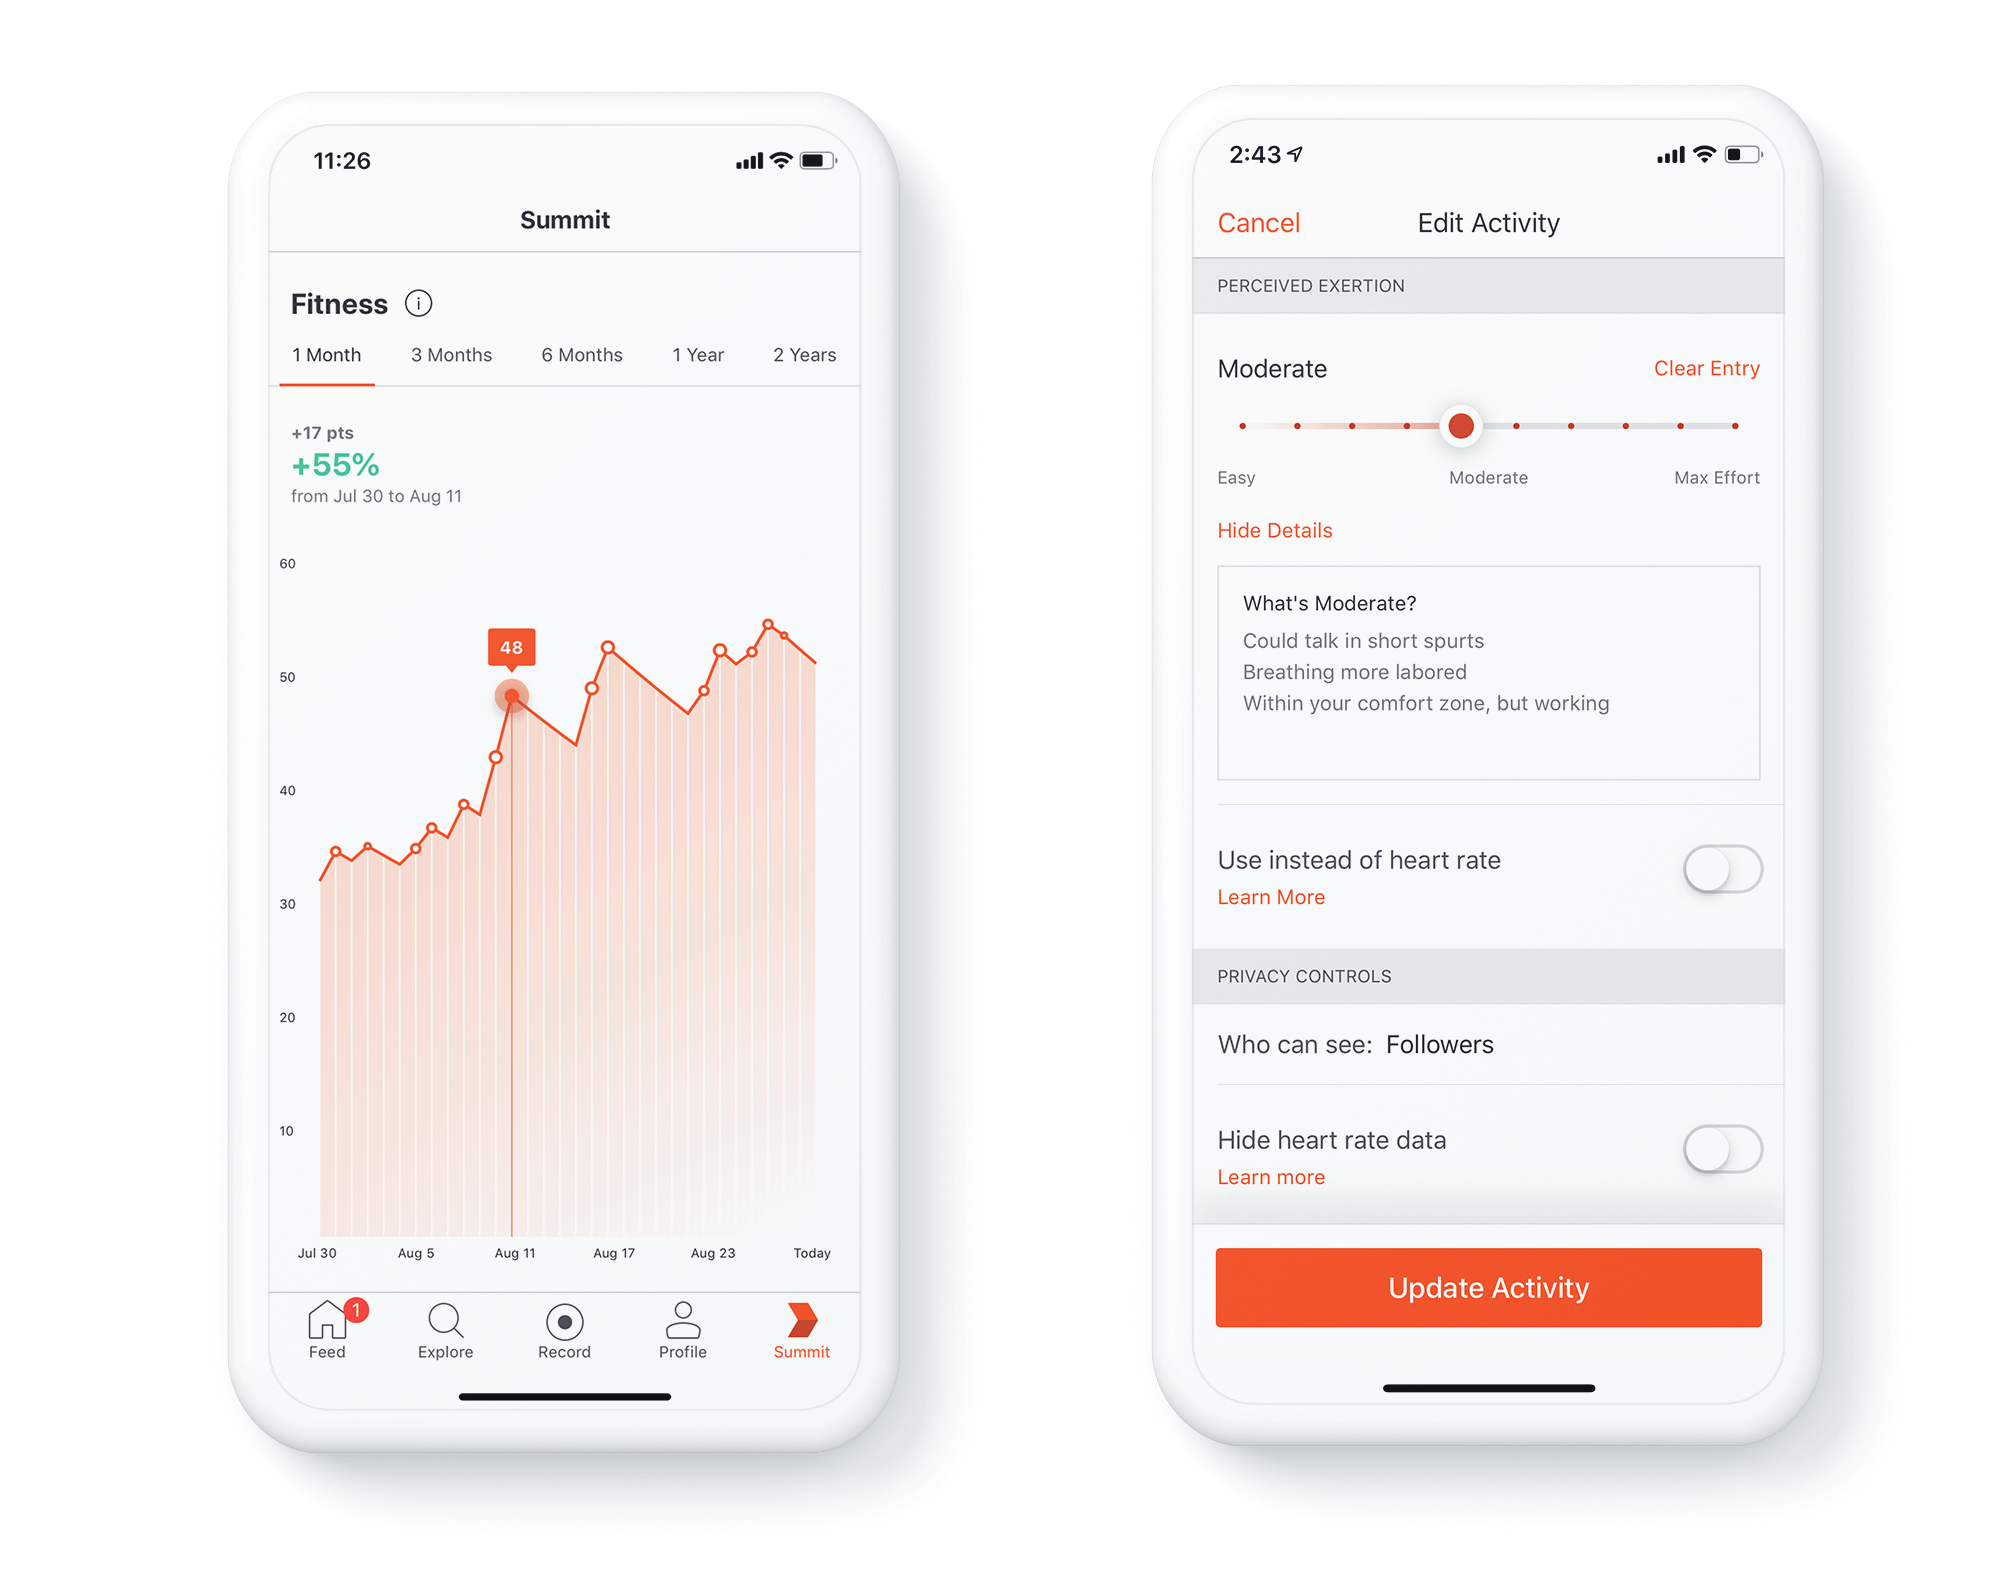 11:26
Summit
Fitness i
1 Month 3 Months 6 Months 1 Year 2 Years
+17 pts
+55%
from Jul 30 to Aug 11
60
48
50
40
30
20
10
Jul 30 Aug 5 Aug 11 Aug 17 Aug 23 Today
1
Feed Explore Record Profile Summit
2:43
Cancel Edit Activity
PERCEIVED EXERTION
Moderate Clear Entry
Easy Moderate Max Effort
Hide Details
What's Moderate?
Could talk in short spurts
Breathing more labored
Within your comfort zone, but working
Use instead of heart rate
Learn More
PRIVACY CONTROLS
Who can see: Followers
Hide heart rate data
Learn more
Update Activity